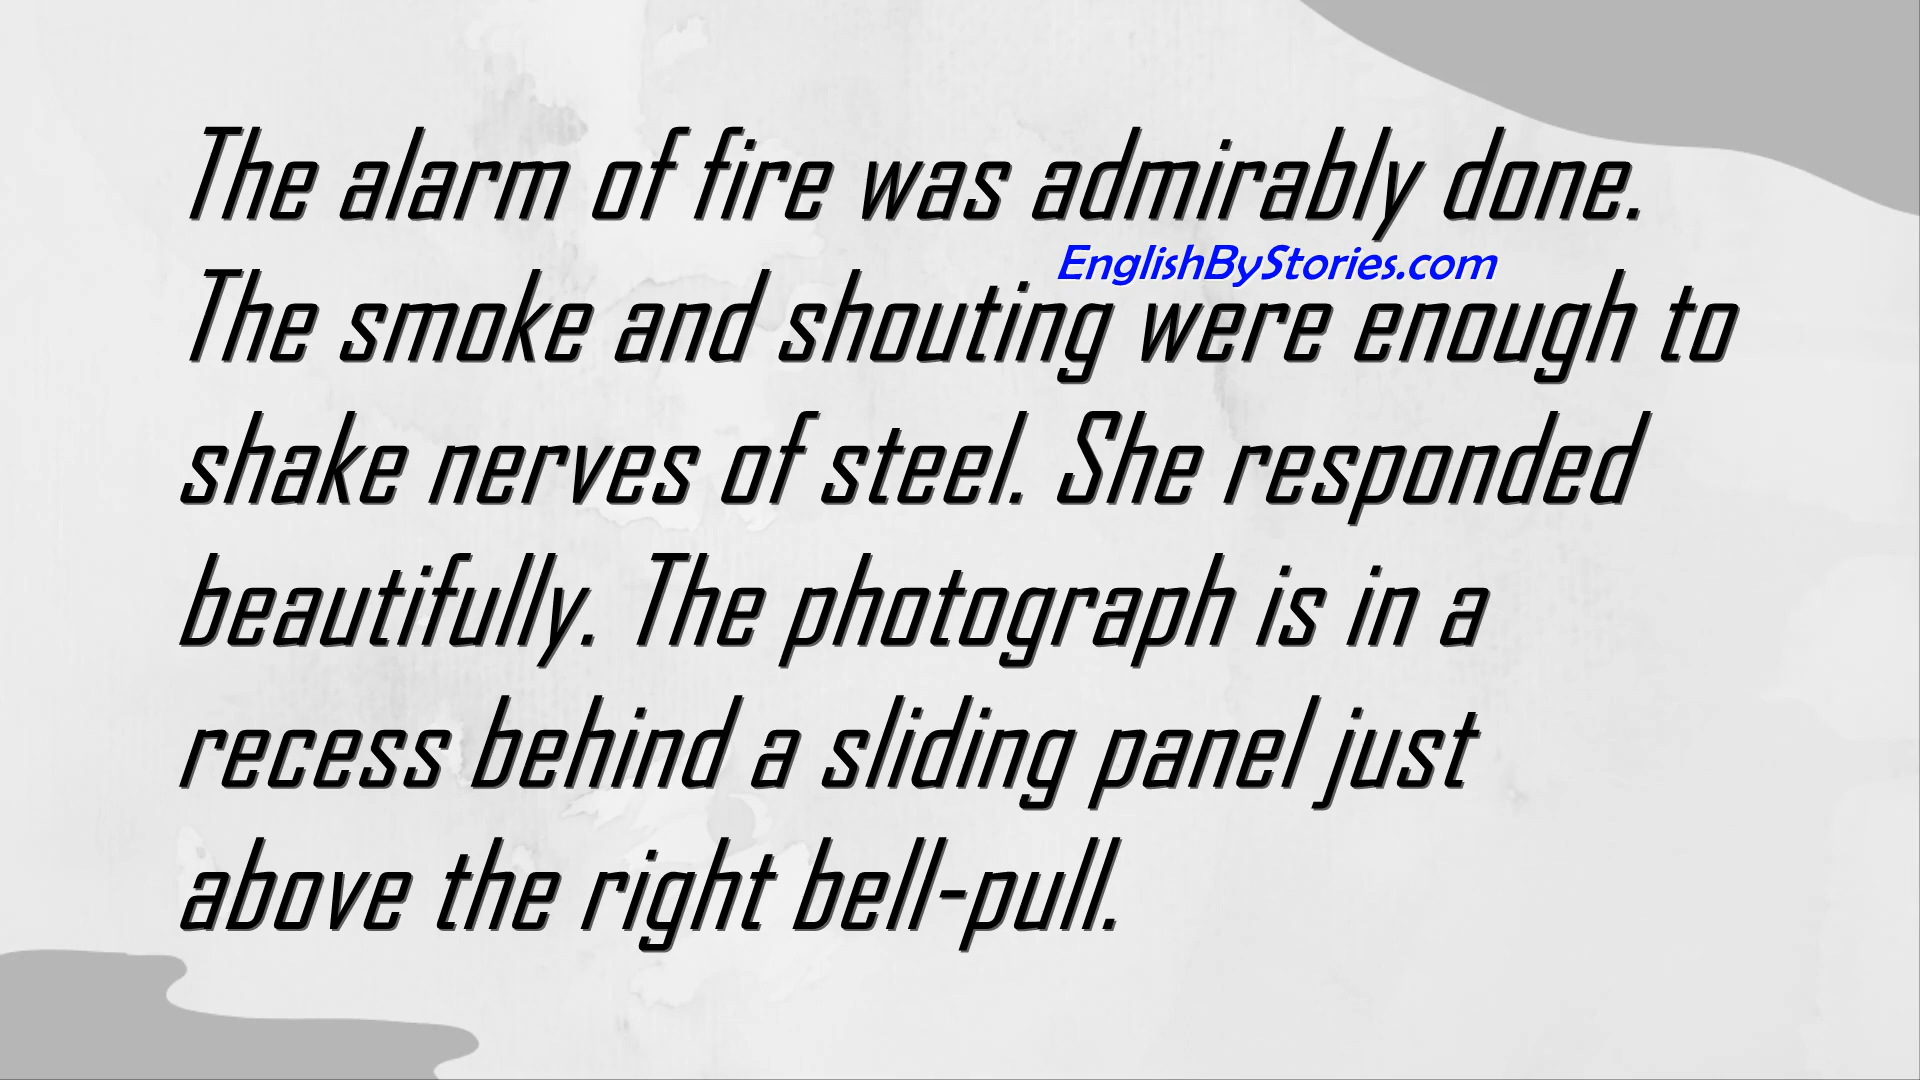 The alarm of fire was admirably done.
EnglishByStories.com
The smoke and shouting were enough to
shake nerves of steel. She responded
beautifully. The photograph is in a
recess behind a sliding panel just
above the right bell-pull.